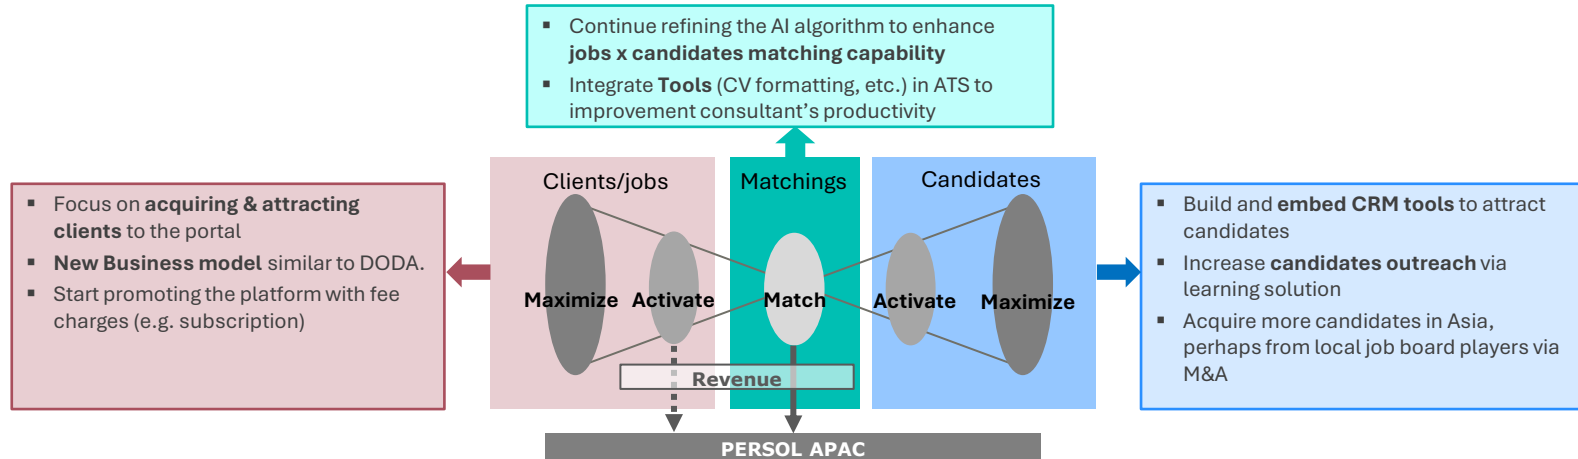 ▪ Continue refining the AI algorithm to enhance
jobs x candidates matching capability
▪ Integrate Tools (CV formatting, etc.) in ATS to
improvement consultant's productivity
▪ Focus on acquiring & attracting
clients to the portal
▪ New Business model similar to DODA.
▪ Start promoting the platform with fee
charges (e.g. subscription)
Clients/jobs
Matchings
Candidates
Maximize
Activate
Match
Activate
Maximize
Revenue
PERSOL APAC
▪ Build and embed CRM tools to attract
candidates
▪ Increase candidates outreach via
learning solution
▪ Acquire more candidates in Asia,
perhaps from local job board players via
M&A